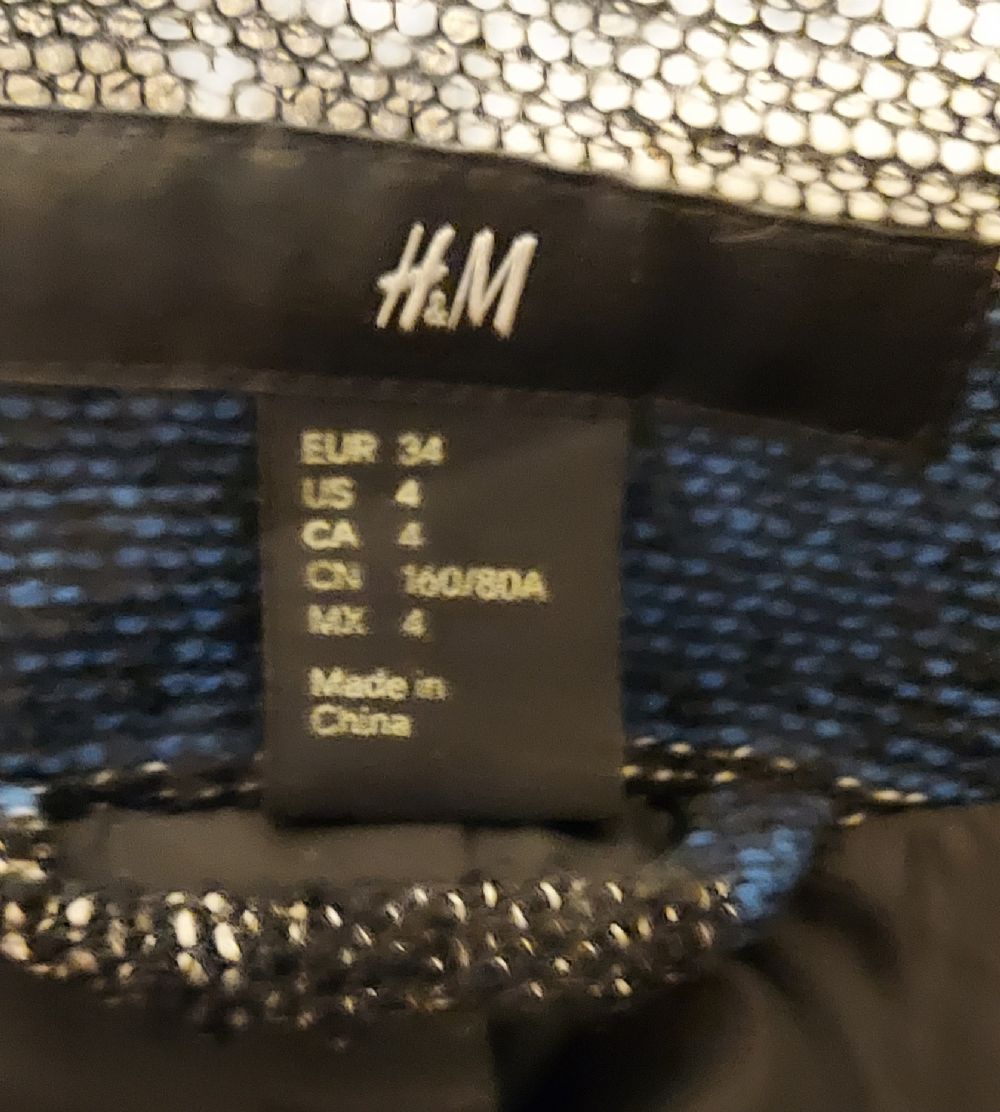 H&M
EUR 34
US 4
CA 4
CN 160/80A
MX 4
Made in
China